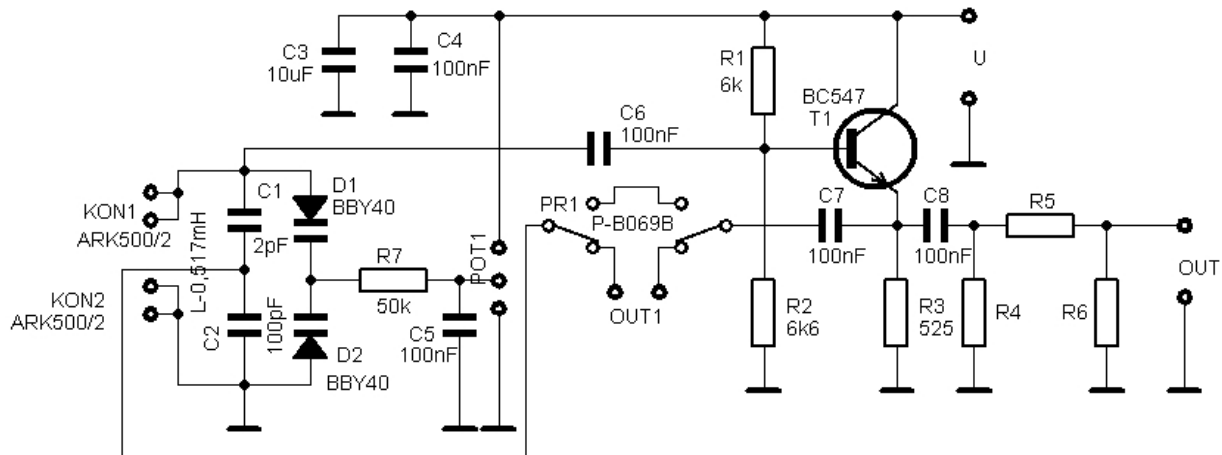 C3
10uF
C4
100nF
R1
6k
U
BC547
T1
C6
100nF
KON1
ARK500/2
C1
2pF
D1
BBY40
L-0,517mH
PR1
P-B069B
C7
100nF
C8
100nF
R5
POT1
R7
50k
KON2
ARK500/2
C2
100pF
C5
100nF
OUT1
R2
6k6
R3
525
R4
R6
OUT
D2
BBY40